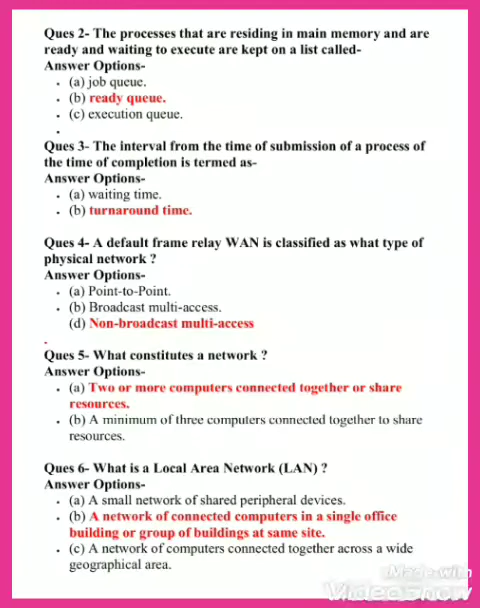 Ques 2- The processes that are residing in main memory and are
ready and waiting to execute are kept on a list called-
Answer Options-
• (a) job queue.
• (b) ready queue.
• (c) execution queue.
•
Ques 3- The interval from the time of submission of a process of
the time of completion is termed as-
Answer Options-
• (a) waiting time.
• (b) turnaround time.
Ques 4- A default frame relay WAN is classified as what type of
physical network ?
Answer Options-
• (a) Point-to-Point.
• (b) Broadcast multi-access.
(d) Non-broadcast multi-access
•
Ques 5- What constitutes a network ?
Answer Options-
• (a) Two or more computers connected together or share
resources.
• (b) A minimum of three computers connected together to share
resources.
Ques 6- What is a Local Area Network (LAN) ?
Answer Options-
• (a) A small network of shared peripheral devices.
• (b) A network of connected computers in a single office
building or group of buildings at same site.
• (c) A network of computers connected together across a wide
geographical area.
Made with
VideoShow